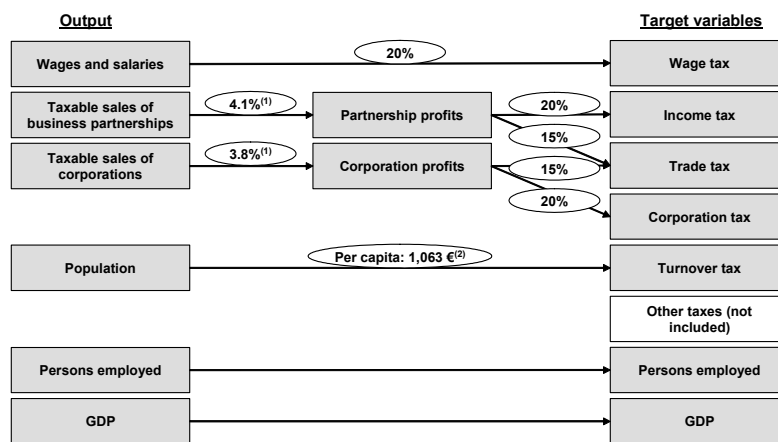 Output
Target variables
Wages and salaries
20%
Wage tax
Taxable sales of
business partnerships
4.1%(1)
Partnership profits
20%
Income tax
15%
Taxable sales of
corporations
3.8%(1)
Corporation profits
15%
Trade tax
20%
Corporation tax
Population
Per capita: 1,063 €(2)
Turnover tax
Other taxes (not
included)
Persons employed
Persons employed
GDP
GDP